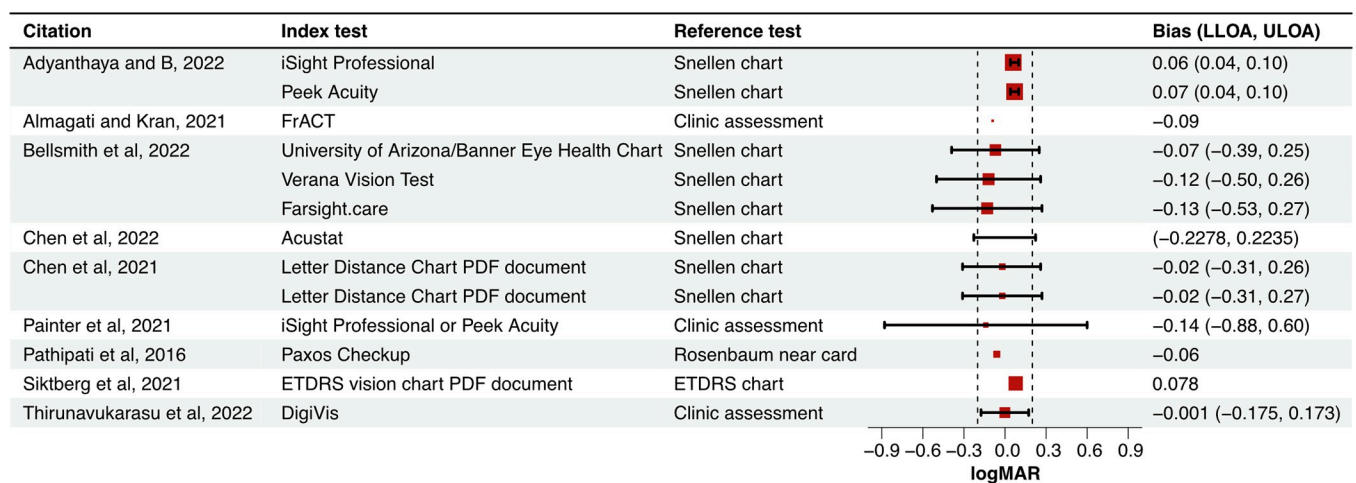 Citation Index test Reference test Bias (LLOA, ULOA)
Adyanthaya and B, 2022 iSight Professional Snellen chart 0.06 (0.04, 0.10)
Peek Acuity Snellen chart 0.07 (0.04, 0.10)
Almagati and Kran, 2021 FrACT Clinic assessment −0.09
Bellsmith et al, 2022 University of Arizona/Banner Eye Health Chart Snellen chart −0.07 (−0.39, 0.25)
Verana Vision Test Snellen chart −0.12 (−0.50, 0.26)
Farsight.care Snellen chart −0.13 (−0.53, 0.27)
Chen et al, 2022 Acustat Snellen chart (−0.2278, 0.2235)
Chen et al, 2021 Letter Distance Chart PDF document Snellen chart −0.02 (−0.31, 0.26)
Letter Distance Chart PDF document Snellen chart −0.02 (−0.31, 0.27)
Painter et al, 2021 iSight Professional or Peek Acuity Clinic assessment −0.14 (−0.88, 0.60)
Pathipati et al, 2016 Paxos Checkup Rosenbaum near card −0.06
Siktberg et al, 2021 ETDRS vision chart PDF document ETDRS chart 0.078
Thirunavukarasu et al, 2022 DigiVis Clinic assessment −0.001 (−0.175, 0.173)
−0.9 −0.6 −0.3 0.0 0.3 0.6 0.9
logMAR